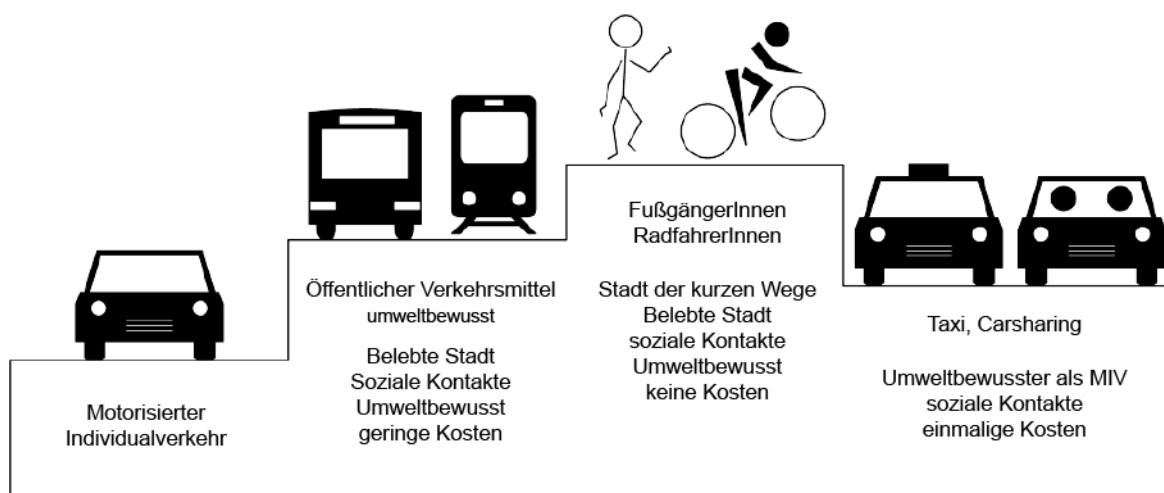 Motorisierter
Individualverkehr
Öffentlicher Verkehrsmittel
umweltbewusst
Belebte Stadt
Soziale Kontakte
Umweltbewusst
geringe Kosten
FußgängerInnen
RadfahrerInnen
Stadt der kurzen Wege
Belebte Stadt
soziale Kontakte
Umweltbewusst
keine Kosten
Taxi, Carsharing
Umweltbewusster als MIV
soziale Kontakte
einmalige Kosten